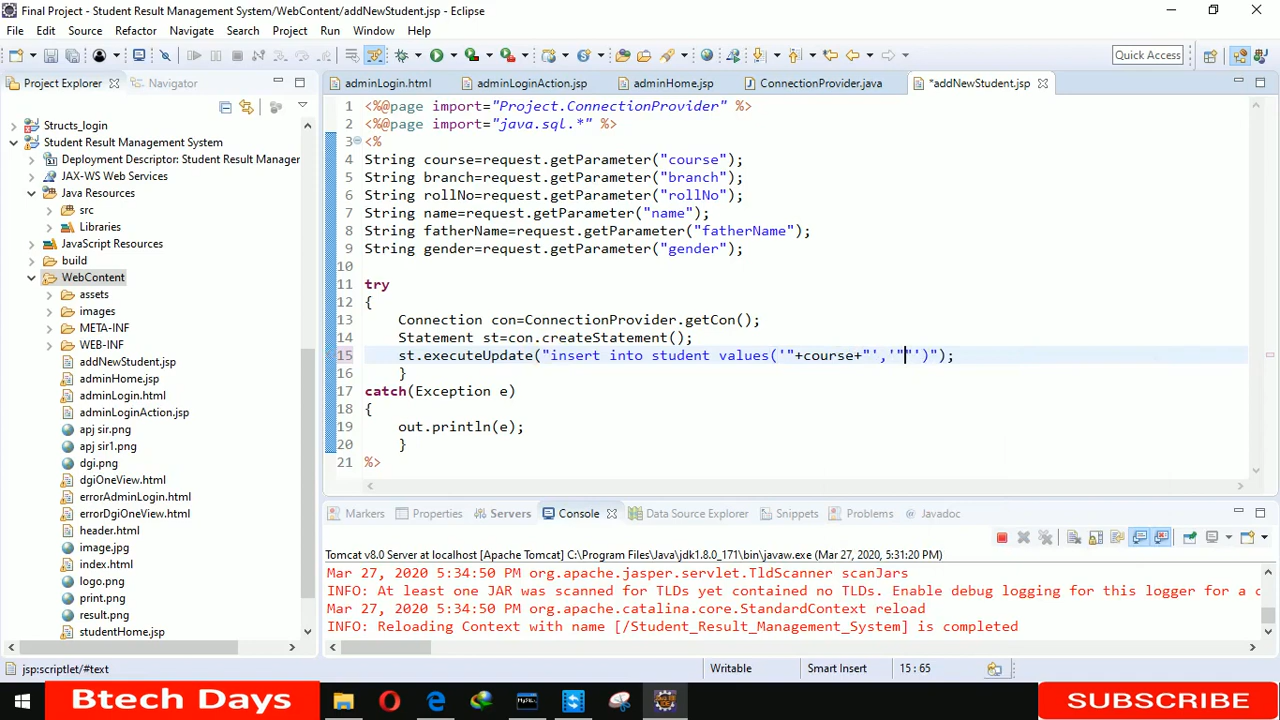 Final Project - Student Result Management System/WebContent/addNewStudent.jsp - Eclipse
File Edit Source Refactor Navigate Search Project Run Window Help
Quick Access
Project Explorer Navigator
adminLogin.html adminLoginAction.jsp adminHome.jsp ConnectionProvider.java *addNewStudent.jsp
Structs_login
Student Result Management System
Deployment Descriptor: Student Result Manager
JAX-WS Web Services
Java Resources
src
Libraries
JavaScript Resources
build
WebContent
assets
images
META-INF
WEB-INF
addNewStudent.jsp
adminHome.jsp
adminLogin.html
adminLoginAction.jsp
apj sir.png
apj sir1.png
dgi.png
dgiOneView.html
errorAdminLogin.html
errorDgiOneView.html
header.html
image.jpg
index.html
logo.png
print.png
result.png
studentHome.jsp
1 <%@page import="Project.ConnectionProvider" %>
2 <%@page import="java.sql.*" %>
3 <%
4 String course=request.getParameter("course");
5 String branch=request.getParameter("branch");
6 String rollNo=request.getParameter("rollNo");
7 String name=request.getParameter("name");
8 String fatherName=request.getParameter("fatherName");
9 String gender=request.getParameter("gender");
10
11 try
12 {
13 Connection con=ConnectionProvider.getCon();
14 Statement st=con.createStatement();
15 st.executeUpdate("insert into student values('"+course+"','""')");
16 }
17 catch(Exception e)
18 {
19 out.println(e);
20 }
21 %>
Markers Properties Servers Console Data Source Explorer Snippets Problems Javadoc
Tomcat v8.0 Server at localhost [Apache Tomcat] C:\Program Files\Java\jdk1.8.0_171\bin\javaw.exe (Mar 27, 2020 5:31:20 PM)
Mar 27, 2020 5:34:50 PM org.apache.jasper.servlet.TldScanner scanJars
INFO: At least one JAR was scanned for TLDs yet contained no TLDs. Enable debug logging for this logger for a c
Mar 27, 2020 5:34:50 PM org.apache.catalina.core.StandardContext reload
INFO: Reloading Context with name [/Student_Result_Management_System] is completed
jsp:scriptlet/#text Writable Smart Insert 15 : 65
Btech Days
SUBSCRIBE